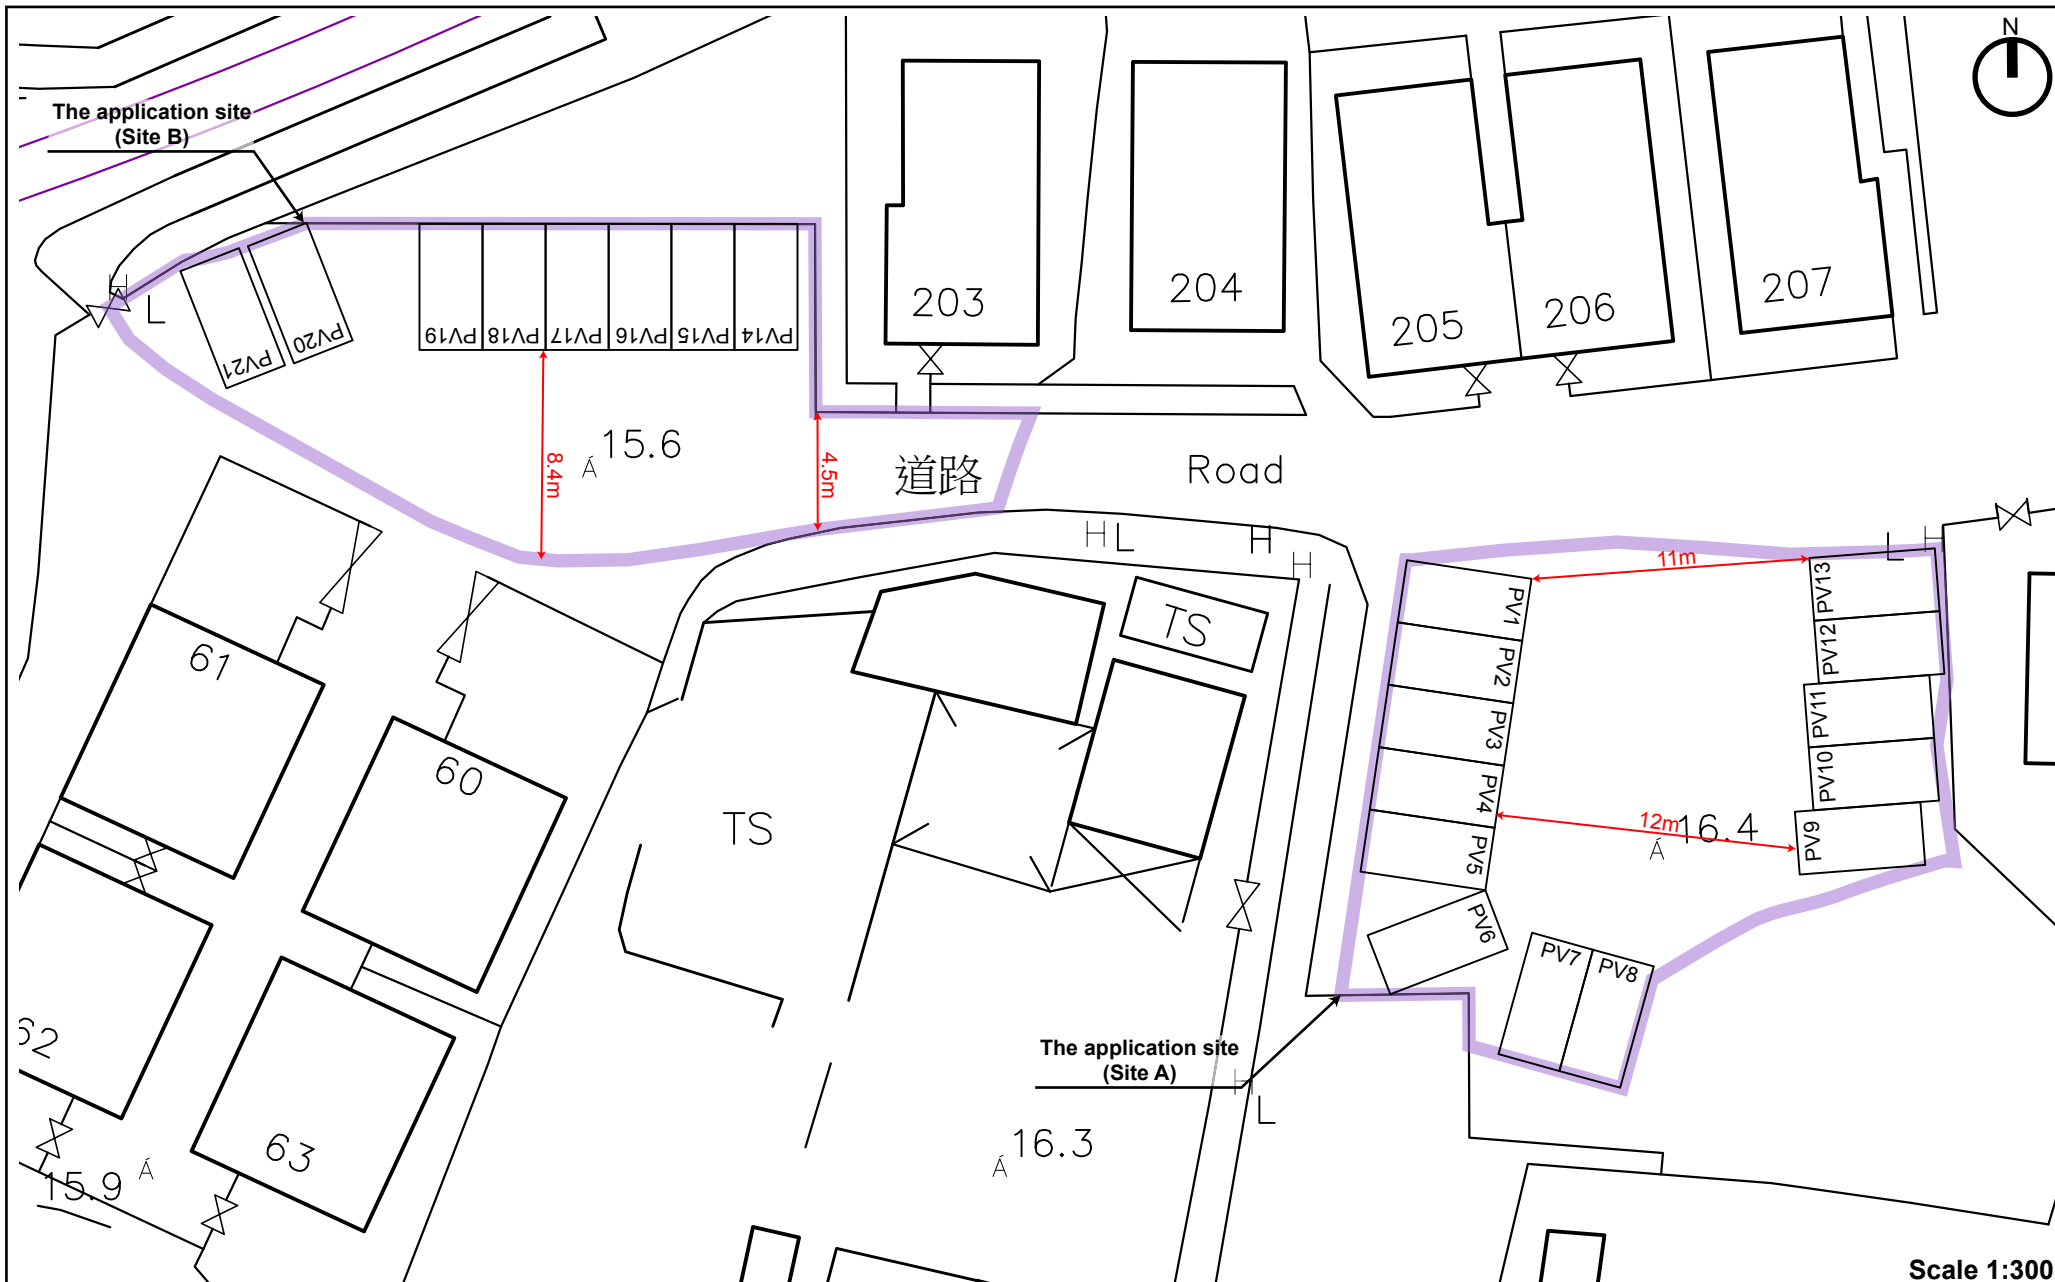 N
The application site
(Site B)
203
204
205
206
207
L
PV21
PV20
PV19
PV18
PV17
PV16
PV15
PV14
8.4m
15.6
4.5m
道路
Road
L
L
11m
PV1
PV2
PV3
PV4
PV5
PV6
PV7
PV8
PV13
PV12
PV11
PV10
PV9
12m
16.4
TS
61
60
TS
62
63
The application site
(Site A)
L
16.3
15.9
Scale 1:300